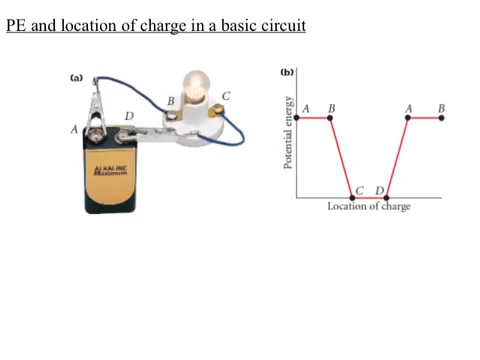 PE and location of charge in a basic circuit
(a)
B
C
D
A
ALKALINE
(b)
Potential energy
A B A B
C D
Location of charge